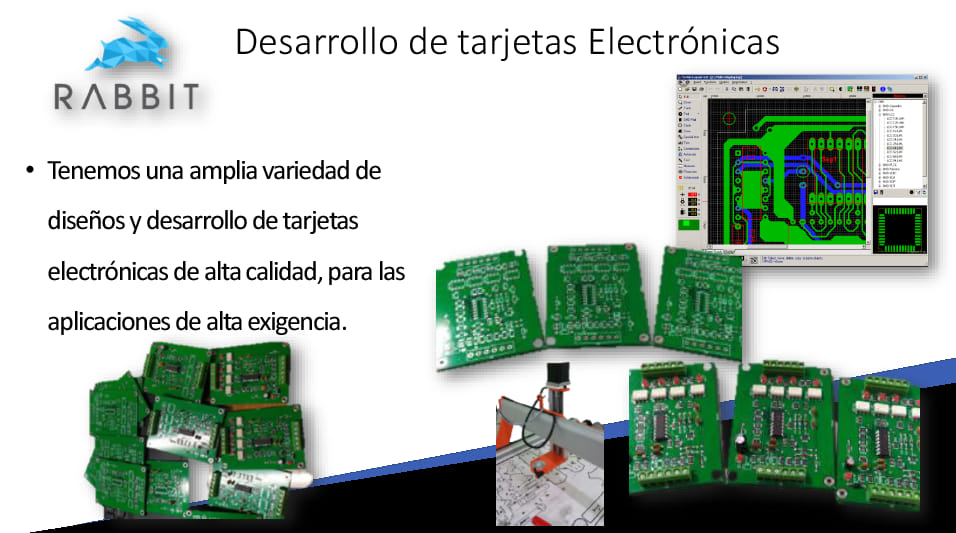 Desarrollo de tarjetas Electrónicas
RABBIT
• Tenemos una amplia variedad de
diseños y desarrollo de tarjetas
electrónicas de alta calidad, para las
aplicaciones de alta exigencia.